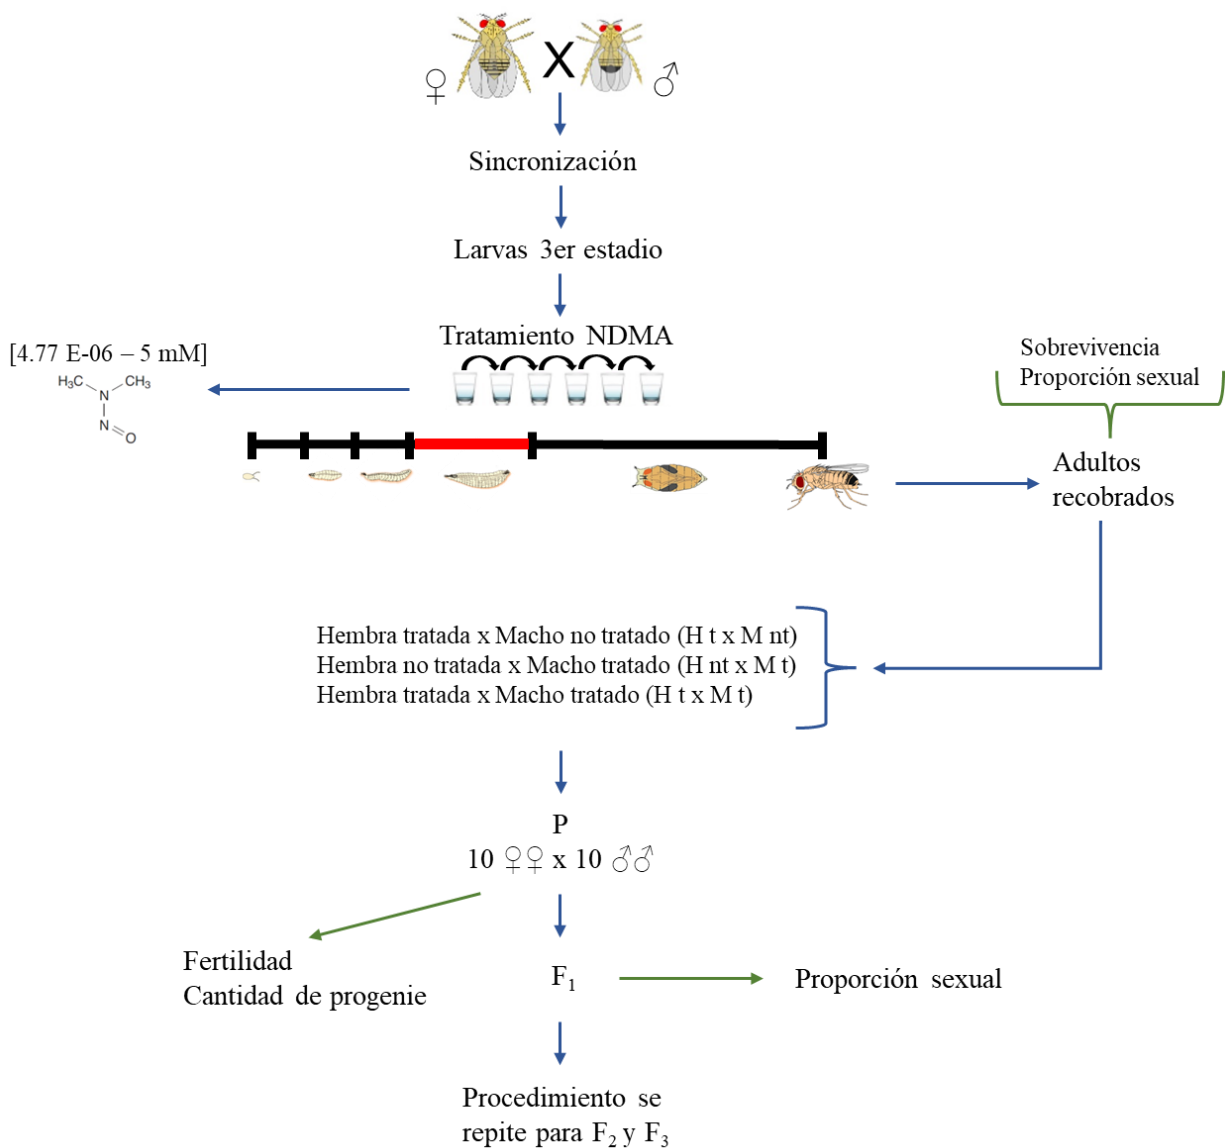 ♀ X ♂
Sincronización
Larvas 3er estadio
Tratamiento NDMA
[4.77 E-06 – 5 mM]
H₃C CH₃
N
N
O
Sobrevivencia
Proporción sexual
Adultos
recobrados
Hembra tratada x Macho no tratado (H t x M nt)
Hembra no tratada x Macho tratado (H nt x M t)
Hembra tratada x Macho tratado (H t x M t)
P
10 ♀♀ x 10 ♂♂
Fertilidad
Cantidad de progenie
F₁
Proporción sexual
Procedimiento se
repite para F₂ y F₃